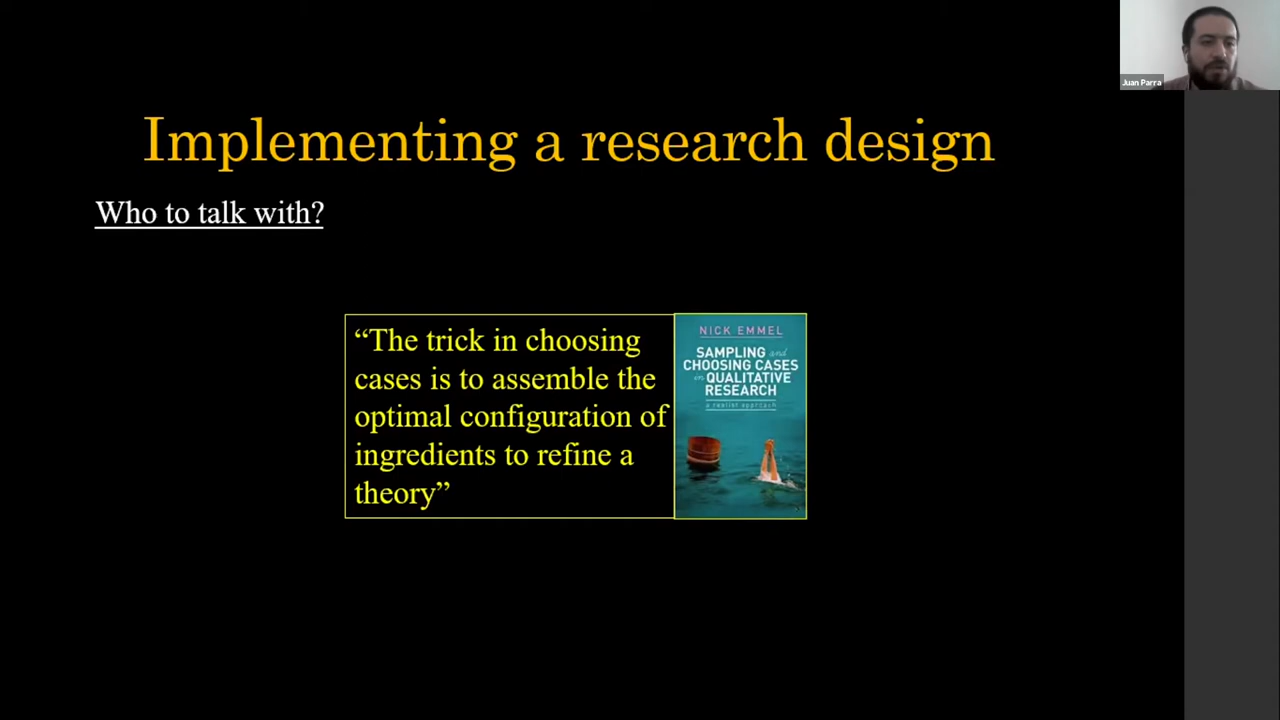 Juan Parra
Implementing a research design
Who to talk with?
“The trick in choosing
cases is to assemble the
optimal configuration of
ingredients to refine a
theory”
NICK EMMEL
SAMPLING and
CHOOSING CASES
in QUALITATIVE
RESEARCH
a realist approach